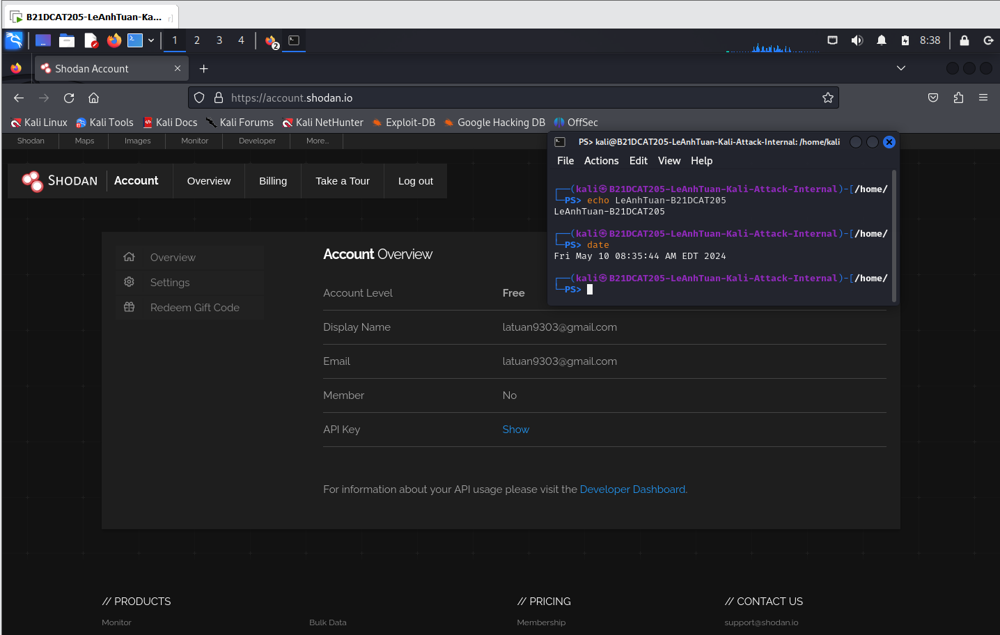 B21DCAT205-LeAnhTuan-Ka...
1 2 3 4 2 8:38
Shodan Account
https://account.shodan.io
Kali Linux Kali Tools Kali Docs Kali Forums Kali NetHunter Exploit-DB Google Hacking DB OffSec
Shodan Maps Images Monitor Developer More...
SHODAN Account Overview Billing Take a Tour Log out
PS> kali@B21DCAT205-LeAnhTuan-Kali-Attack-Internal: /home/kali
File Actions Edit View Help
┌──(kali㉿B21DCAT205-LeAnhTuan-Kali-Attack-Internal)-[/home/
└─PS> echo LeAnhTuan-B21DCAT205
LeAnhTuan-B21DCAT205
┌──(kali㉿B21DCAT205-LeAnhTuan-Kali-Attack-Internal)-[/home/
└─PS> date
Fri May 10 08:35:44 AM EDT 2024
┌──(kali㉿B21DCAT205-LeAnhTuan-Kali-Attack-Internal)-[/home/
└─PS>
Overview
Settings
Redeem Gift Code
Account Overview
Account Level Free
Display Name latuan9303@gmail.com
Email latuan9303@gmail.com
Member No
API Key Show
For information about your API usage please visit the Developer Dashboard.
// PRODUCTS // PRICING // CONTACT US
Monitor Bulk Data Membership support@shodan.io